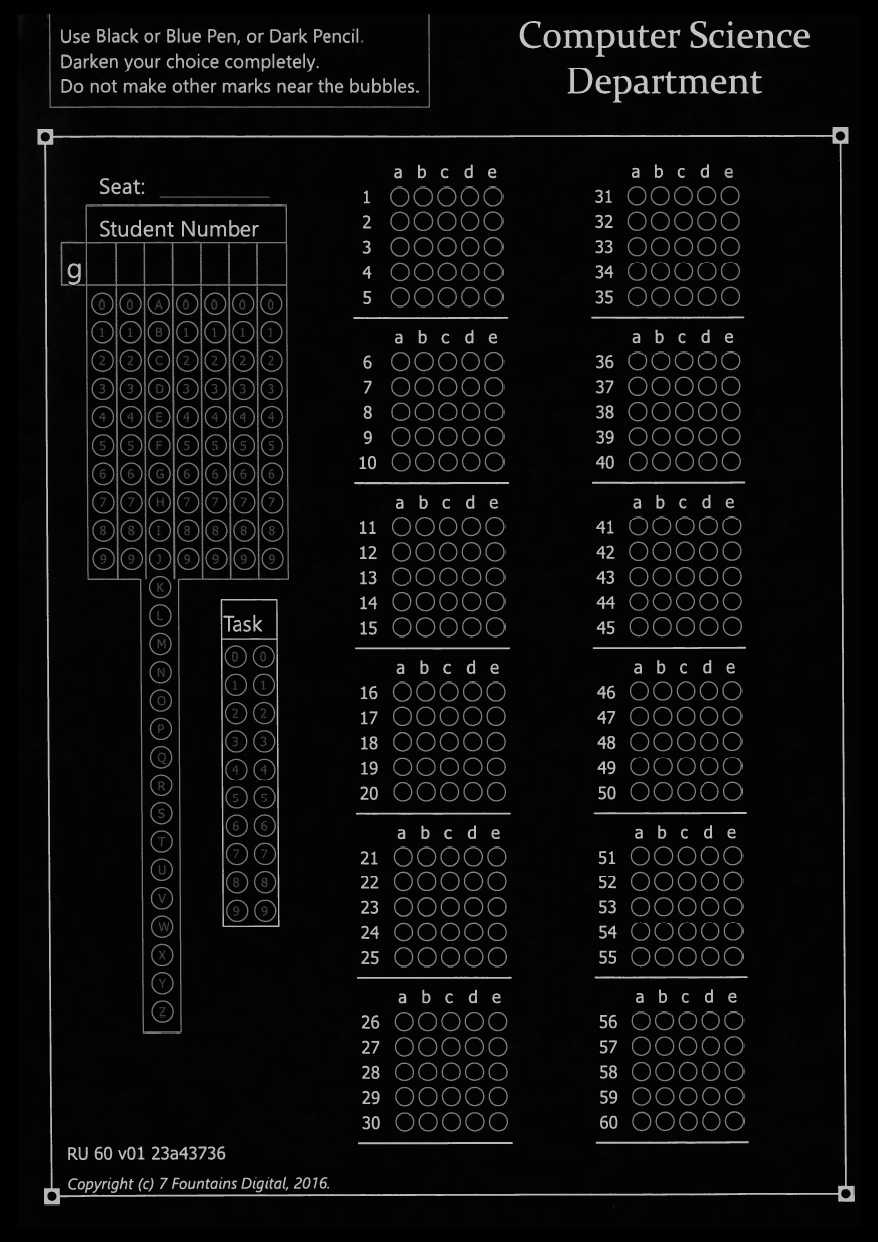 Use Black or Blue Pen, or Dark Pencil.
Darken your choice completely.
Do not make other marks near the bubbles.
Computer Science
Department
Seat:
Student Number
g
0 0 A 0 0 0 0
1 1 B 1 1 1 1
2 2 C 2 2 2 2
3 3 D 3 3 3 3
4 4 E 4 4 4 4
5 5 F 5 5 5 5
6 6 G 6 6 6 6
7 7 H 7 7 7 7
8 8 I 8 8 8 8
9 9 J 9 9 9 9
K
L
M
N
O
P
Q
R
S
T
U
V
W
X
Y
Z
Task
0 0
1 1
2 2
3 3
4 4
5 5
6 6
7 7
8 8
9 9
a b c d e
1
2
3
4
5
a b c d e
6
7
8
9
10
a b c d e
11
12
13
14
15
a b c d e
16
17
18
19
20
a b c d e
21
22
23
24
25
a b c d e
26
27
28
29
30
a b c d e
31
32
33
34
35
a b c d e
36
37
38
39
40
a b c d e
41
42
43
44
45
a b c d e
46
47
48
49
50
a b c d e
51
52
53
54
55
a b c d e
56
57
58
59
60
RU 60 v01 23a43736
Copyright (c) 7 Fountains Digital, 2016.